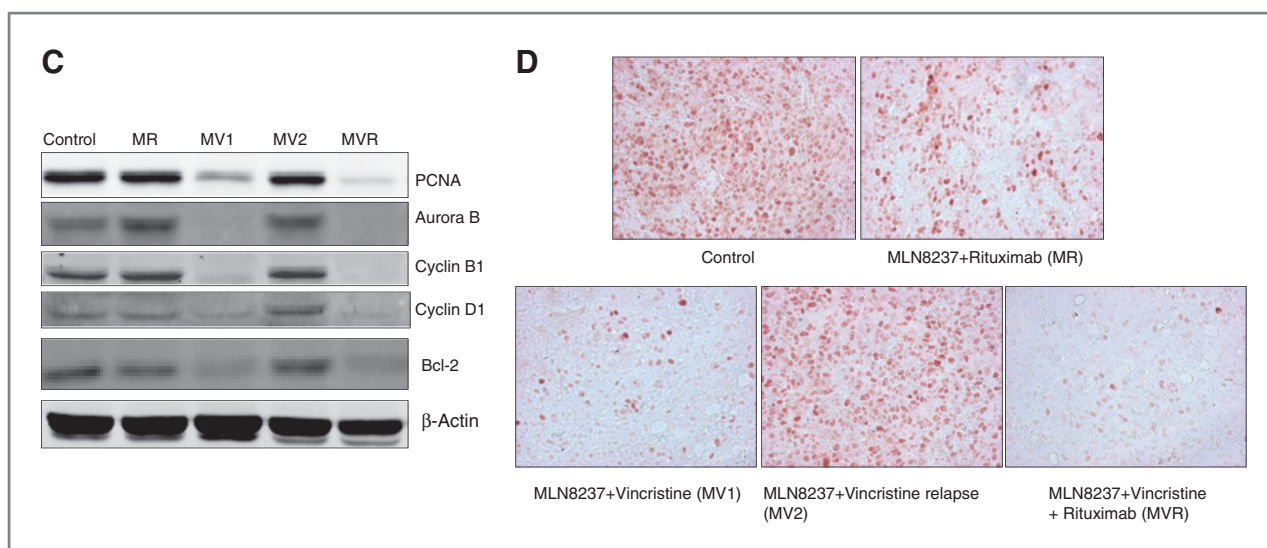 C
Control MR MV1 MV2 MVR
PCNA
Aurora B
Cyclin B1
Cyclin D1
Bcl-2
β-Actin
D
Control
MLN8237+Rituximab (MR)
MLN8237+Vincristine (MV1)
MLN8237+Vincristine relapse
(MV2)
MLN8237+Vincristine
+ Rituximab (MVR)